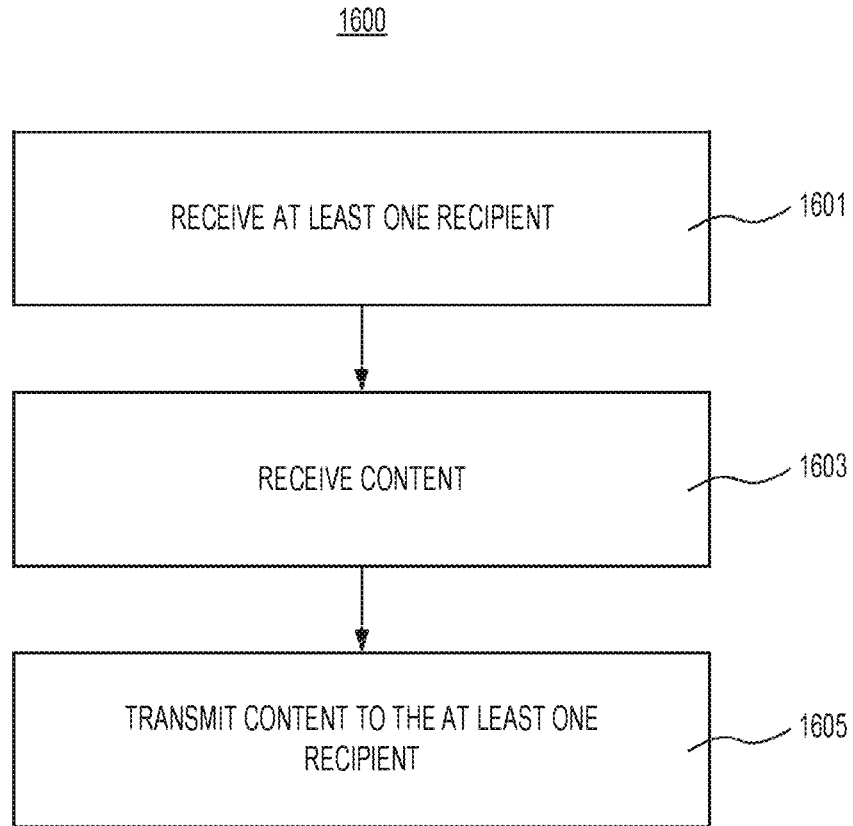 1600
RECEIVE AT LEAST ONE RECIPIENT
1601
RECEIVE CONTENT
1603
TRANSMIT CONTENT TO THE AT LEAST ONE
RECIPIENT
1605